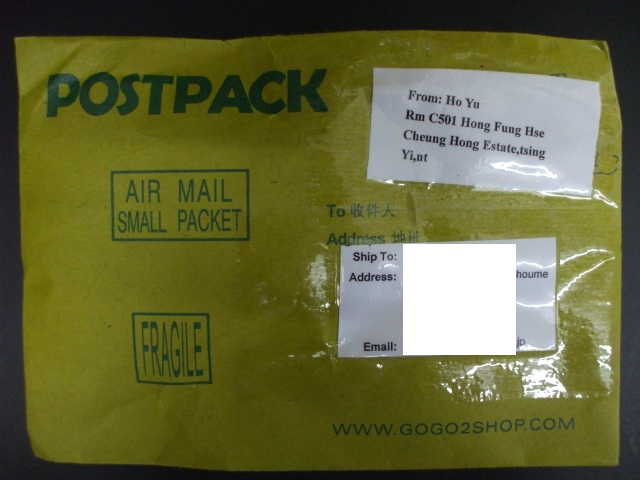 POSTPACK
From: Ho Yu
Rm C501 Hong Fung Hse
Cheung Hong Estate,tsing
Yi,nt
AIR MAIL
SMALL PACKET
To 收件人
Address 地址
Ship To:
Address: houme
Email: jp
FRAGILE
WWW.GOGO2SHOP.COM